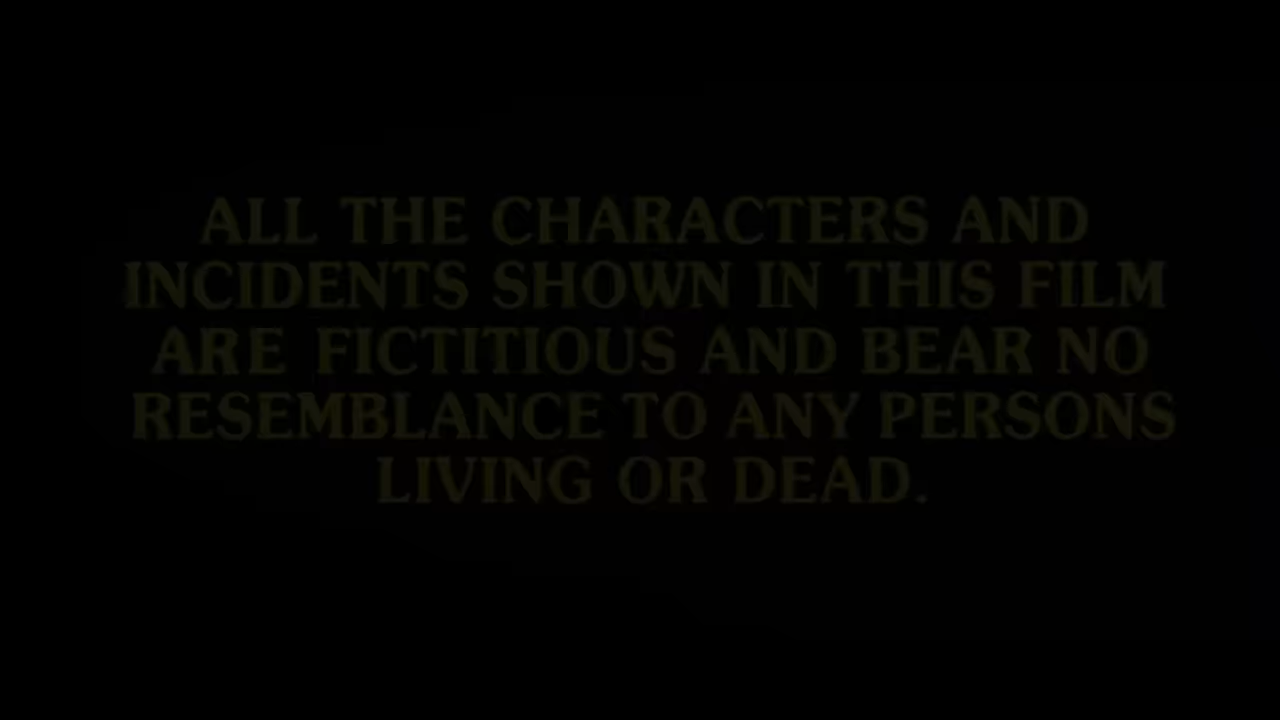 ALL THE CHARACTERS AND
INCIDENTS SHOWN IN THIS FILM
ARE FICTITIOUS AND BEAR NO
RESEMBLANCE TO ANY PERSONS
LIVING OR DEAD.